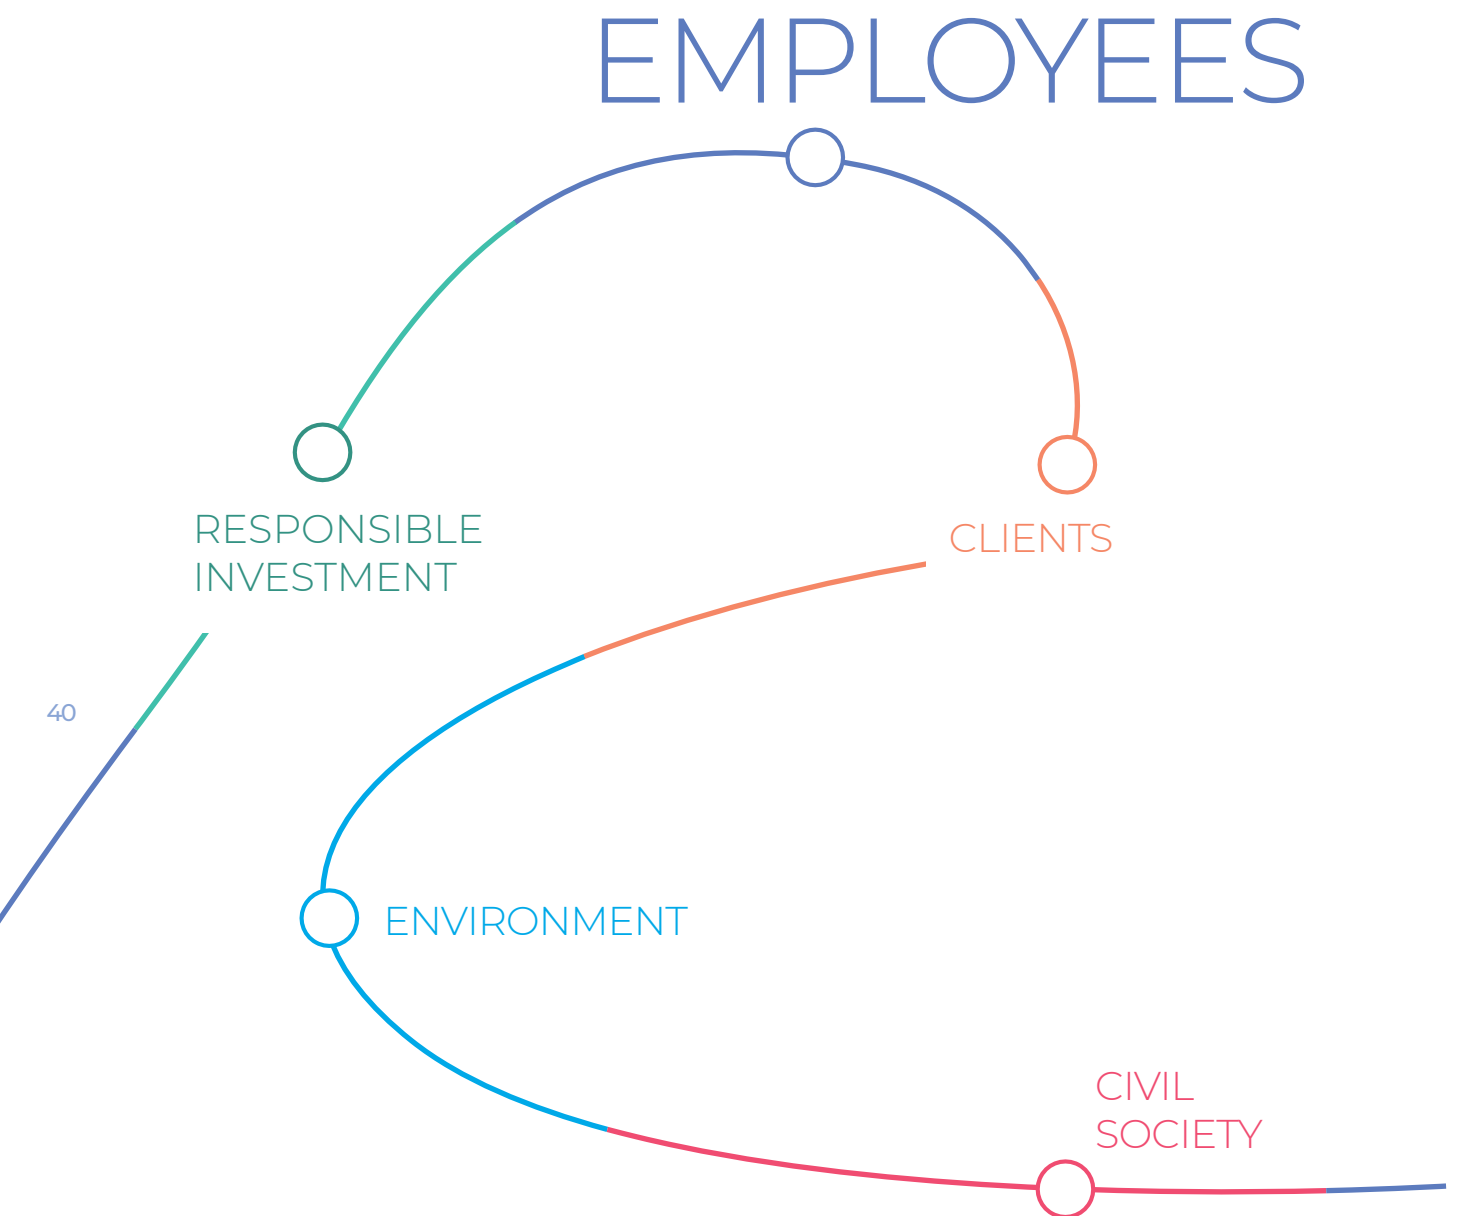 EMPLOYEES
RESPONSIBLE
INVESTMENT
CLIENTS
40
ENVIRONMENT
CIVIL
SOCIETY